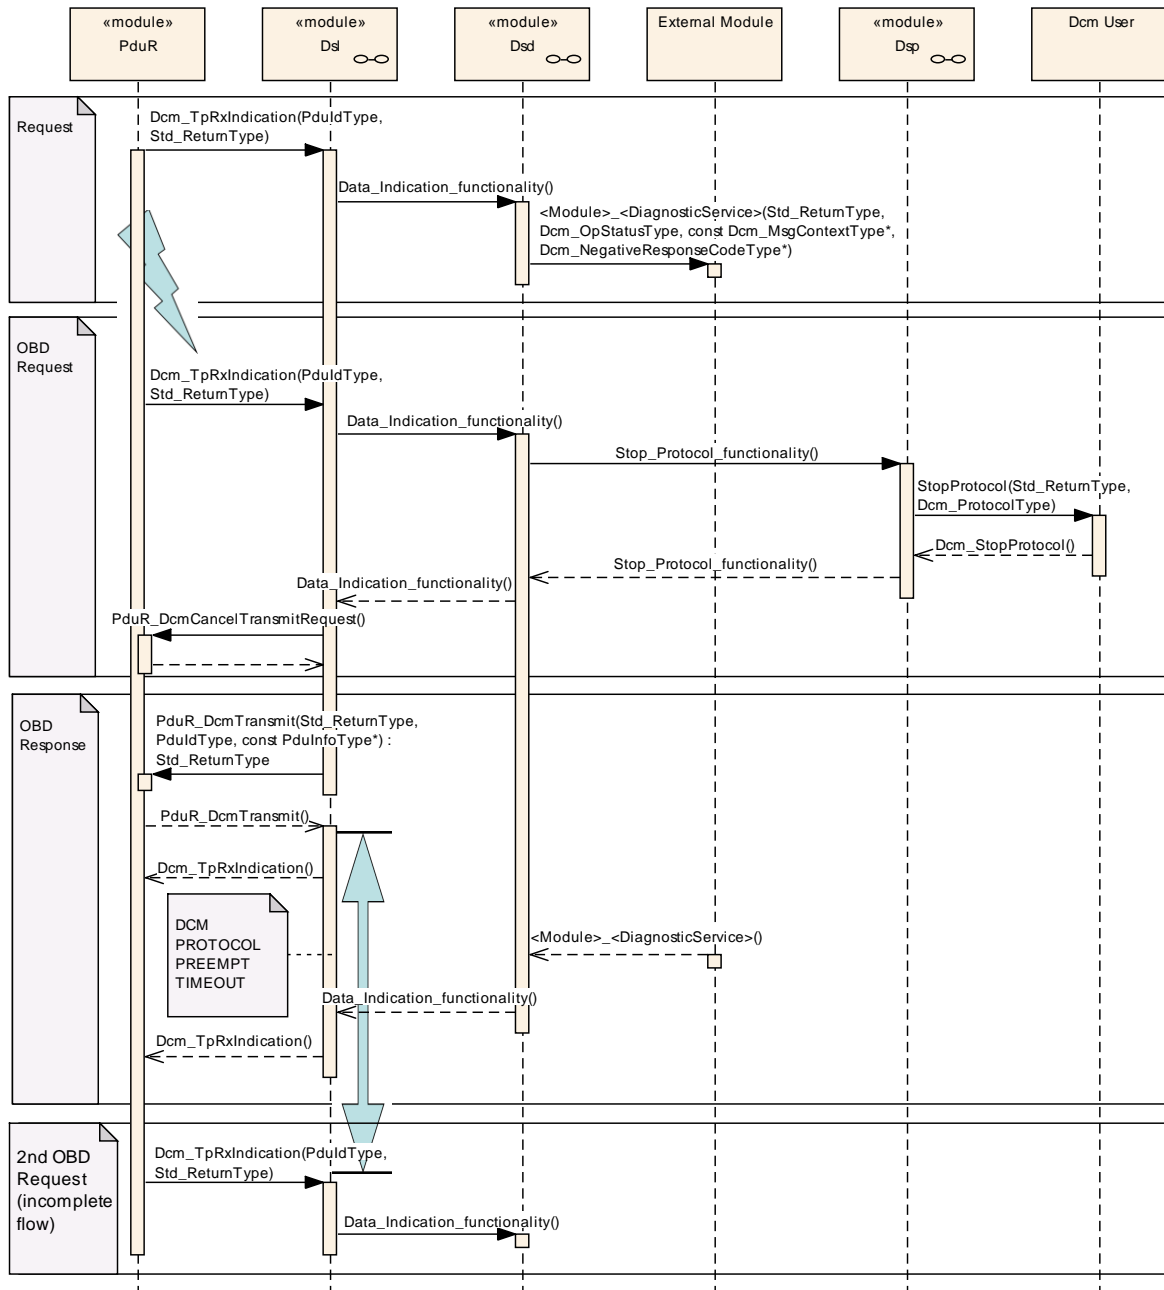 «module»
PduR
«module»
Dsl
«module»
Dsd
External Module
«module»
Dsp
Dcm User
Request
Dcm_TpRxIndication(PduIdType,
Std_ReturnType)
Data_Indication_functionality()
<Module>_<DiagnosticService>(Std_ReturnType,
Dcm_OpStatusType, const Dcm_MsgContextType*,
Dcm_NegativeResponseCodeType*)
OBD
Request
Dcm_TpRxIndication(PduIdType,
Std_ReturnType)
Data_Indication_functionality()
Stop_Protocol_functionality()
StopProtocol(Std_ReturnType,
Dcm_ProtocolType)
Dcm_StopProtocol()
Stop_Protocol_functionality()
Data_Indication_functionality()
PduR_DcmCancelTransmitRequest()
OBD
Response
PduR_DcmTransmit(Std_ReturnType,
PduIdType, const PduInfoType*) :
Std_ReturnType
PduR_DcmTransmit()
Dcm_TpRxIndication()
DCM
PROTOCOL
PREEMPT
TIMEOUT
<Module>_<DiagnosticService>()
Data_Indication_functionality()
Dcm_TpRxIndication()
2nd OBD
Request
(incomplete
flow)
Dcm_TpRxIndication(PduIdType,
Std_ReturnType)
Data_Indication_functionality()